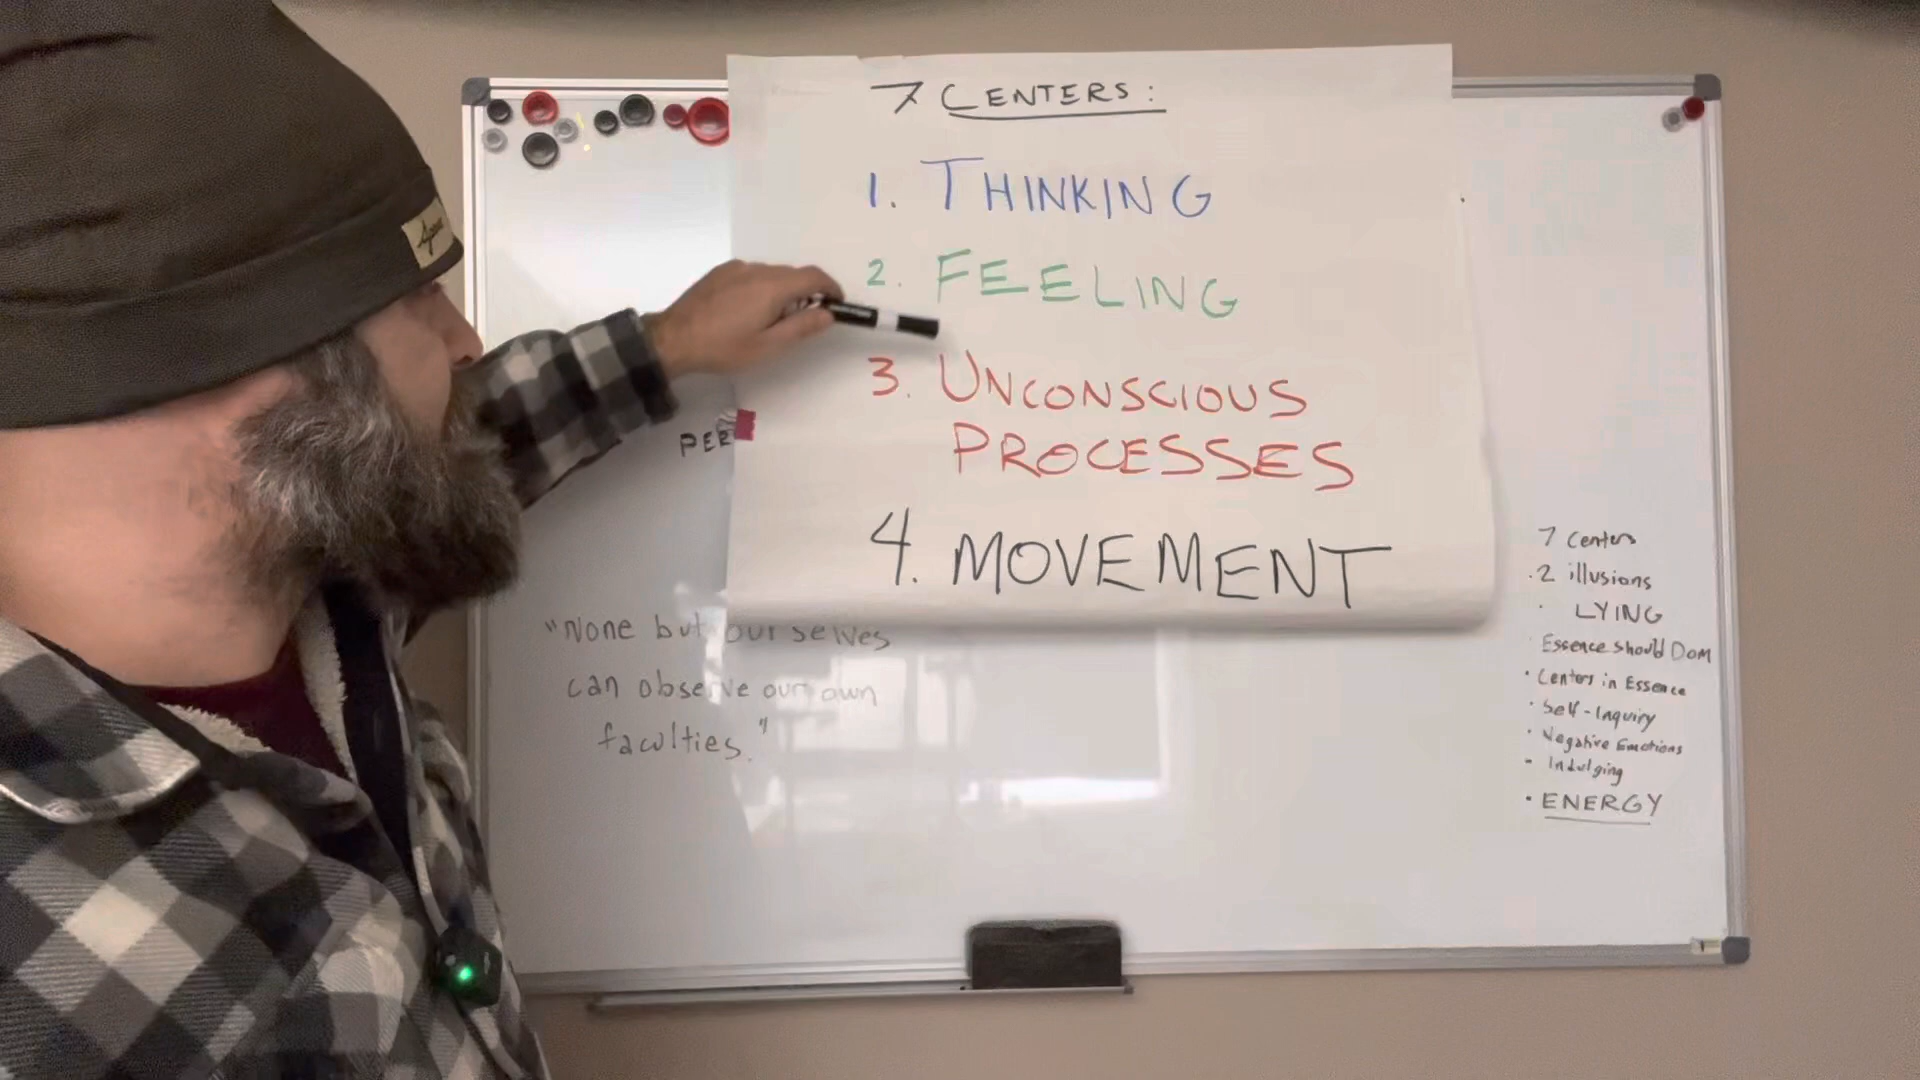 7 CENTERS:
1. THINKING
2. FEELING
3. UNCONSCIOUS
PROCESSES
4. MOVEMENT
PER
"None but ourselves
can observe our own
faculties."
7 Centers
· 2 illusions
· LYING
Essence should Dom
· Centers in Essence
· Self-Inquiry
· Negative Emotions
- Indulging
· ENERGY